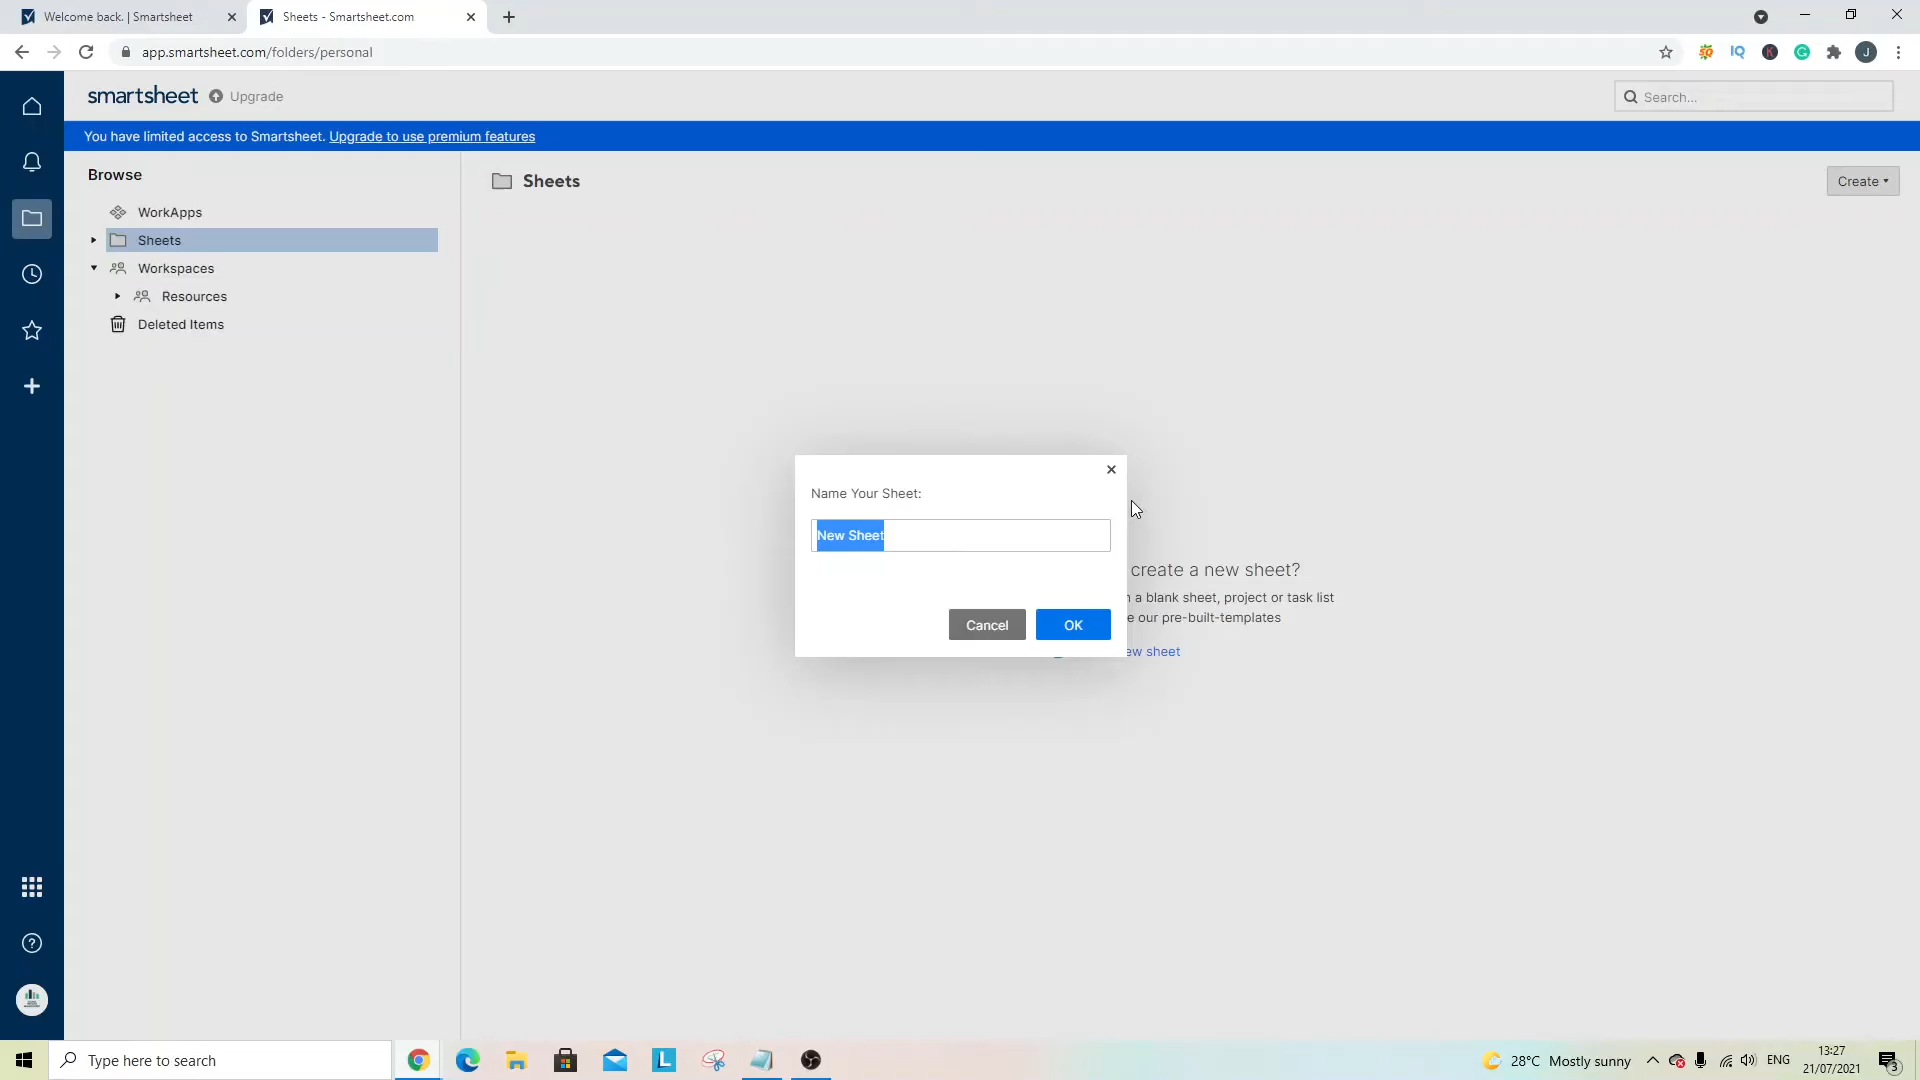 Welcome back. | Smartsheet
Sheets - Smartsheet.com
app.smartsheet.com/folders/personal
SQ
IQ
K
G
J
smartsheet
Upgrade
Search...
You have limited access to Smartsheet. Upgrade to use premium features
Browse
WorkApps
Sheets
Workspaces
Resources
Deleted Items
Sheets
Create
Name Your Sheet:
New Sheet
Cancel
OK
create a new sheet?
a blank sheet, project or task list
our pre-built-templates
ew sheet
Type here to search
L
28°C Mostly sunny
ENG
13:27
21/07/2021
3